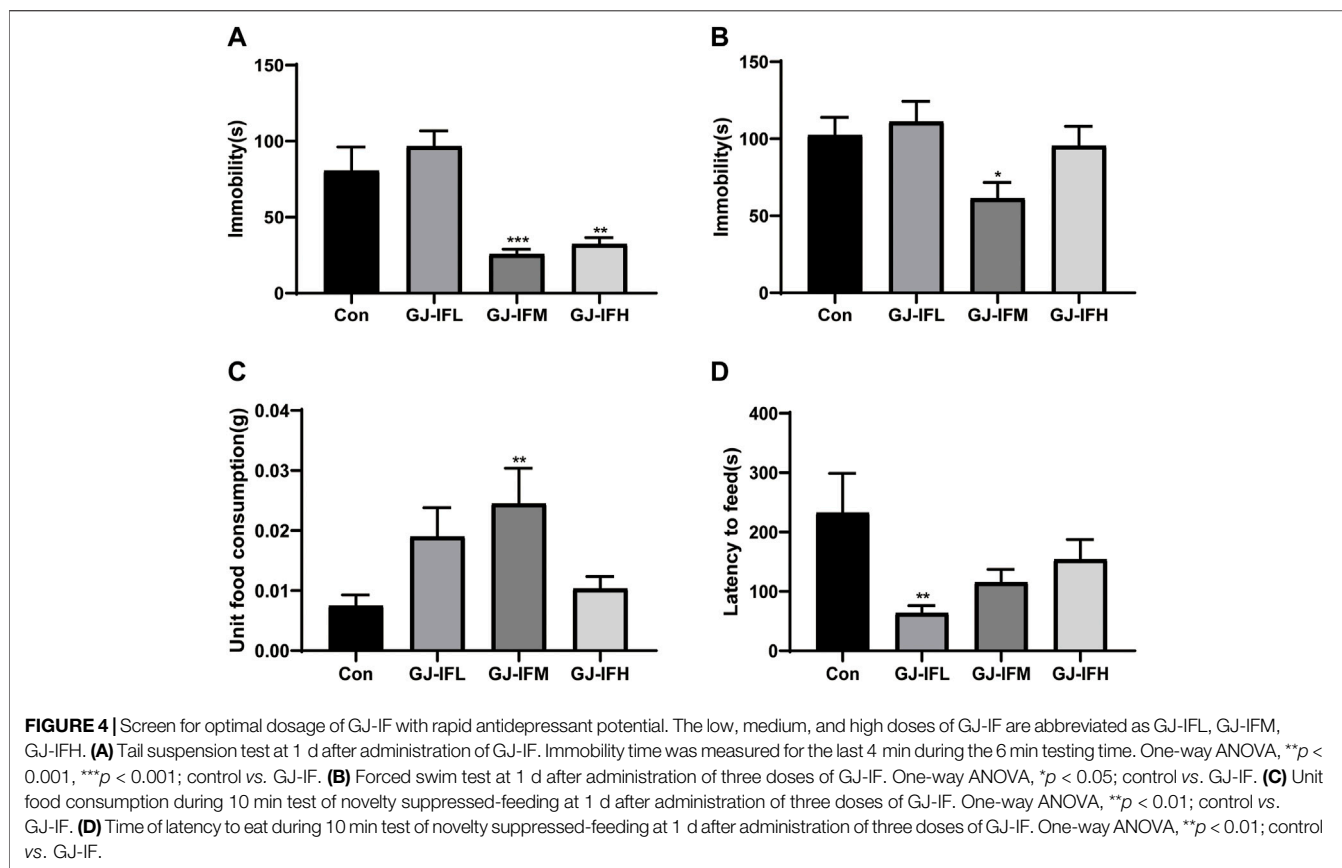 A
150
100
50
0
Immobility(s)
***
**
Con GJ-IFL GJ-IFM GJ-IFH
B
150
100
50
0
Immobility(s)
*
Con GJ-IFL GJ-IFM GJ-IFH
C
0.04
0.03
0.02
0.01
0.00
Unit food consumption(g)
**
Con GJ-IFL GJ-IFM GJ-IFH
D
400
300
200
100
0
Latency to feed(s)
**
Con GJ-IFL GJ-IFM GJ-IFH
FIGURE 4 | Screen for optimal dosage of GJ-IF with rapid antidepressant potential. The low, medium, and high doses of GJ-IF are abbreviated as GJ-IFL, GJ-IFM,
GJ-IFH. (A) Tail suspension test at 1 d after administration of GJ-IF. Immobility time was measured for the last 4 min during the 6 min testing time. One-way ANOVA, **p <
0.001, ***p < 0.001; control vs. GJ-IF. (B) Forced swim test at 1 d after administration of three doses of GJ-IF. One-way ANOVA, *p < 0.05; control vs. GJ-IF. (C) Unit
food consumption during 10 min test of novelty suppressed-feeding at 1 d after administration of three doses of GJ-IF. One-way ANOVA, **p < 0.01; control vs.
GJ-IF. (D) Time of latency to eat during 10 min test of novelty suppressed-feeding at 1 d after administration of three doses of GJ-IF. One-way ANOVA, **p < 0.01; control
vs. GJ-IF.